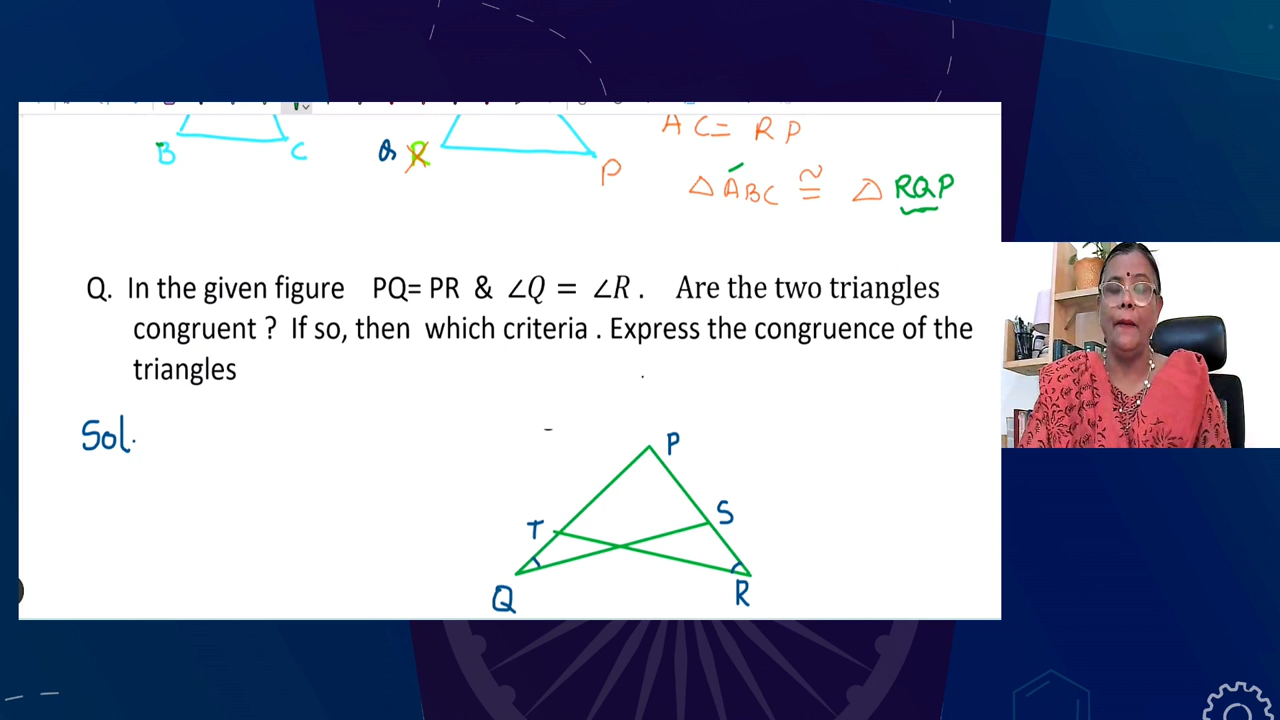 AC = RP
B C R P
△ABC ≅ △RQP
Q. In the given figure PQ= PR & ∠Q = ∠R . Are the two triangles
congruent ? If so, then which criteria . Express the congruence of the
triangles
Sol.
P
T S
Q R